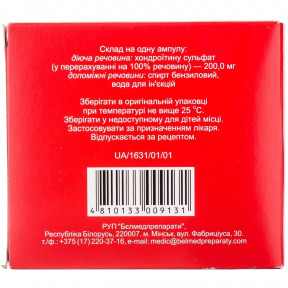 Склад на одну ампулу:
діюча речовина: хондроїтину сульфат
(у перерахуванні на 100% речовину) — 200,0 мг
допоміжні речовини: спирт бензиловий,
вода для ін'єкцій
Зберігати в оригінальній упаковці
при температурі не вище 25 °С.
Зберігати у недоступному для дітей місці.
Застосовувати за призначенням лікаря.
Відпускається за рецептом.
UA/1631/01/01
4 810133 009131
РУП "Бєлмедпрепарати",
Республіка Білорусь, 220007, м. Мінськ, вул. Фабриціуса, 30.
т./ф.: +375 (17) 220-37-16, e-mail: medic@belmedpreparaty.com